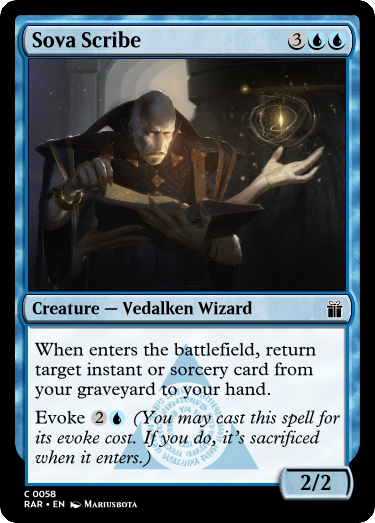 Sova Scribe 3
Creature — Vedalken Wizard
When enters the battlefield, return
target instant or sorcery card from
your graveyard to your hand.
Evoke 2 (You may cast this spell for
its evoke cost. If you do, it's sacrificed
when it enters.)
2/2
C 0058
RAR • EN Mariusbota